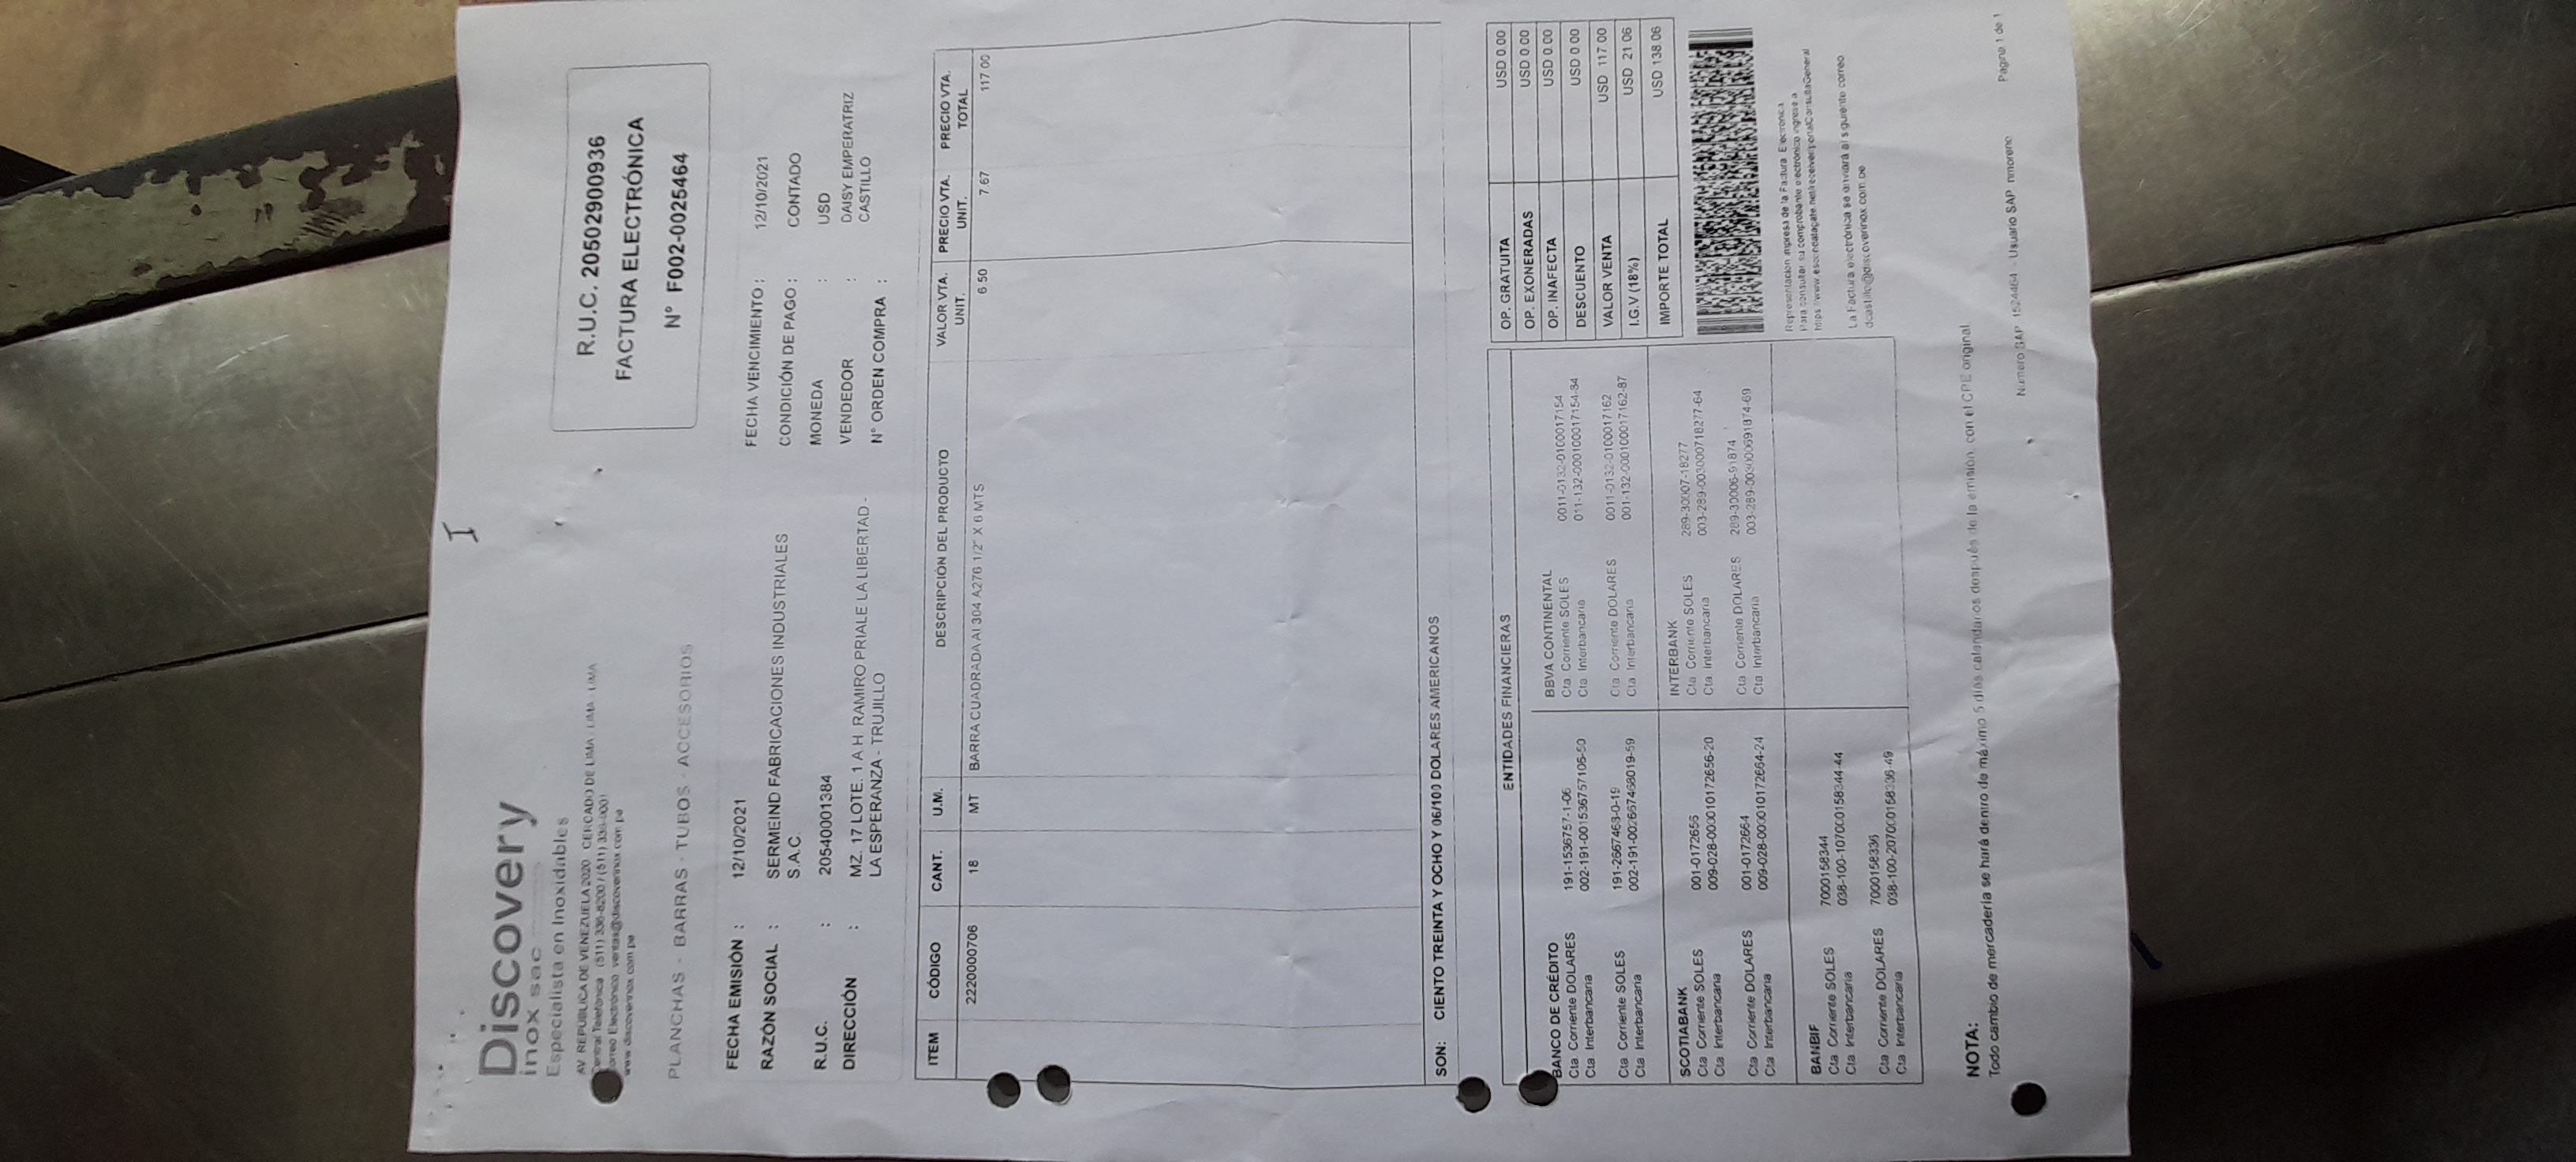 I
Discovery
inox sac
Especialista en Inoxidables
AV. REPÚBLICA DE VENEZUELA 2020 CERCADO DE LIMA - LIMA - LIMA
Central Telefónica : (511) 336-8200 / (511)
Correo Electrónico ventas@discoverinox.com.pe
www.discoverinox.com.pe
PLANCHAS - BARRAS - TUBOS - ACCESORIOS
R.U.C. 20502900936
FACTURA ELECTRÓNICA
N° F002-0025464
FECHA EMISIÓN : 12/10/2021
RAZÓN SOCIAL : SERMEIND FABRICACIONES INDUSTRIALES
S.A.C.
R.U.C. : 20540001384
DIRECCIÓN : MZ. 17 LOTE. 1 A.H. RAMIRO PRIALE LA LIBERTAD -
LA ESPERANZA - TRUJILLO
FECHA VENCIMIENTO : 12/10/2021
CONDICIÓN DE PAGO : CONTADO
MONEDA : USD
VENDEDOR : DAISY EMPERATRIZ
CASTILLO
N° ORDEN COMPRA :
ITEM CÓDIGO CANT. U.M. DESCRIPCIÓN DEL PRODUCTO VALOR VTA. UNIT. PRECIO VTA. UNIT. PRECIO VTA. TOTAL
2220000706 18 MT BARRA CUADRADA AI 304 A276 1/2" X 6 MTS 6.50 7.67 117.00
SON: CIENTO TREINTA Y OCHO Y 06/100 DOLARES AMERICANOS
ENTIDADES FINANCIERAS
BANCO DE CRÉDITO
Cta. Corriente DOLARES 191-1536757-1-06
Cta. Interbancaria 002-191-001536757106-50
Cta. Corriente SOLES 191-2667468-0-19
Cta. Interbancaria 002-191-002667468019-59
BBVA CONTINENTAL
Cta. Corriente SOLES 0011-0132-0100017154
Cta. Interbancaria 011-132-000100017154-84
Cta. Corriente DOLARES 0011-0132-0100017162
Cta. Interbancaria 001-132-000100017162-87
SCOTIABANK
Cta. Corriente SOLES 001-0172656
Cta. Interbancaria 009-028-000010172656-20
Cta. Corriente DOLARES 001-0172664
Cta. Interbancaria 009-028-000010172664-24
INTERBANK
Cta. Corriente SOLES 289-30007-18277
Cta. Interbancaria 003-289-003000718277-64
Cta. Corriente DOLARES 289-30006-91874
Cta. Interbancaria 003-289-003000691874-69
BANBIF
Cta. Corriente SOLES 7000158344
Cta. Interbancaria 038-100-107000158344-44
Cta. Corriente DOLARES 7000158336
Cta. Interbancaria 038-100-207000158336-49
OP. GRATUITA USD 0.00
OP. EXONERADAS USD 0.00
OP. INAFECTA USD 0.00
DESCUENTO USD 0.00
VALOR VENTA USD 117.00
I.G.V (18%) USD 21.06
IMPORTE TOTAL USD 138.06
Representación impresa de la Factura Electrónica
Para consultar su comprobante electrónico ingrese a
https://www.escondatagate.net/receiver/portalConsultaGeneral
La Factura electrónica se enviará al siguiente correo
dcastillo@discoverinox.com.pe
NOTA:
Todo cambio de mercadería se hará dentro de máximo 5 días calendarios después de la emisión, con el CPE original
Numero SAP 1524464 - Usuario SAP nmoreno
Página 1 de 1